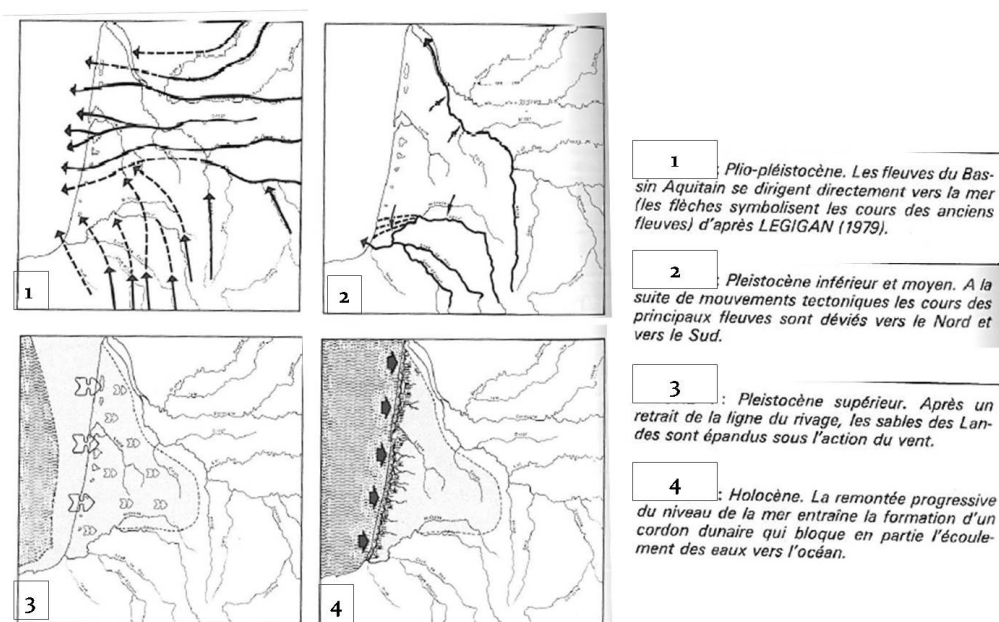 1
2
3
4
1
: Plio-pléistocène. Les fleuves du Bas-
sin Aquitain se dirigent directement vers la mer
(les flèches symbolisent les cours des anciens
fleuves) d'après LEGIGAN (1979).
2
: Pleistocène inférieur et moyen. A la
suite de mouvements tectoniques les cours des
principaux fleuves sont déviés vers le Nord et
vers le Sud.
3
: Pleistocène supérieur. Après un
retrait de la ligne du rivage, les sables des Lan-
des sont épandus sous l'action du vent.
4
: Holocène. La remontée progressive
du niveau de la mer entraîne la formation d'un
cordon dunaire qui bloque en partie l'écoule-
ment des eaux vers l'océan.